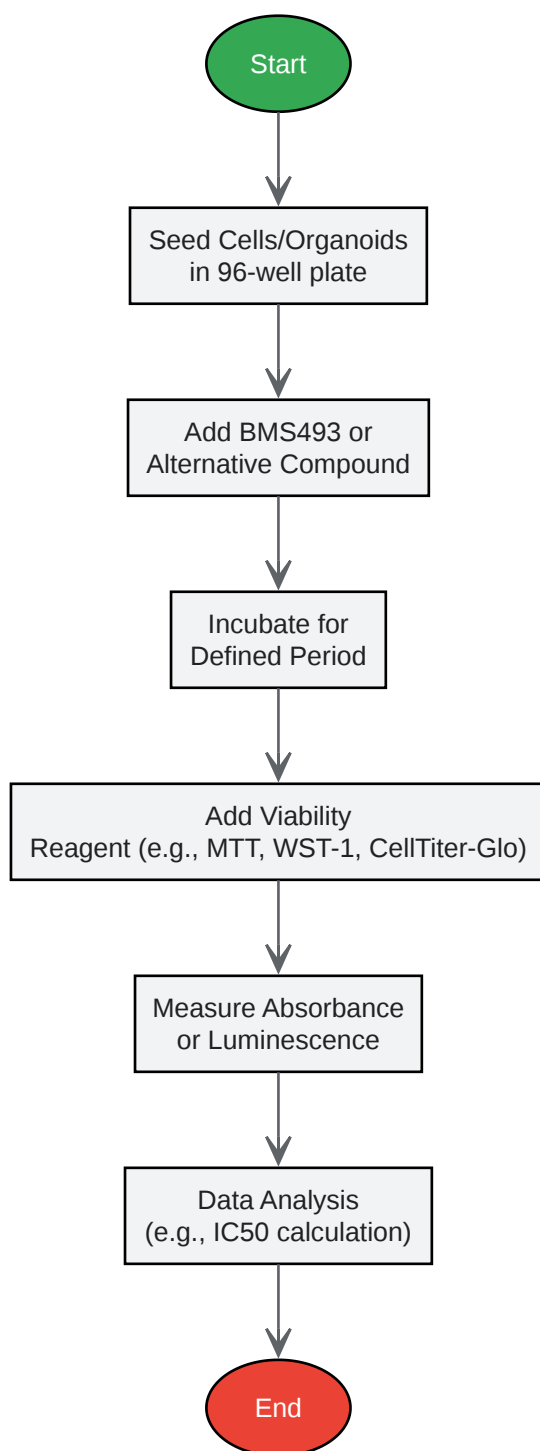 Start
Seed Cells/Organoids
in 96-well plate
Add BMS493 or
Alternative Compound
Incubate for
Defined Period
Add Viability
Reagent (e.g., MTT, WST-1, CellTiter-Glo)
Measure Absorbance
or Luminescence
Data Analysis
(e.g., IC50 calculation)
End